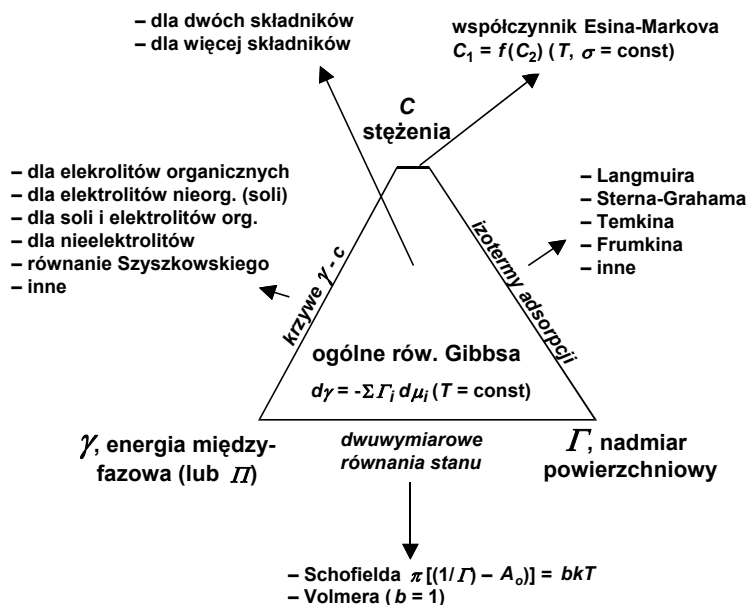 – dla dwóch składników
– dla więcej składników
współczynnik Esina-Markova
C₁ = f(C₂) (T, σ = const)
C
stężenia
– dla elekrolitów organicznych
– dla elektrolitów nieorg. (soli)
– dla soli i elektrolitów org.
– dla nieelektrolitów
– równanie Szyszkowskiego
– inne
– Langmuira
– Sterna-Grahama
– Temkina
– Frumkina
– inne
krzywe γ - c
izotermy adsorpcji
ogólne rów. Gibbsa
dγ = -Σ Γᵢ dμᵢ (T = const)
γ, energia między-
fazowa (lub Π)
dwuwymiarowe
równania stanu
Γ, nadmiar
powierzchniowy
– Schofielda π [(1/Γ) – Aₒ)] = bkT
– Volmera (b = 1)